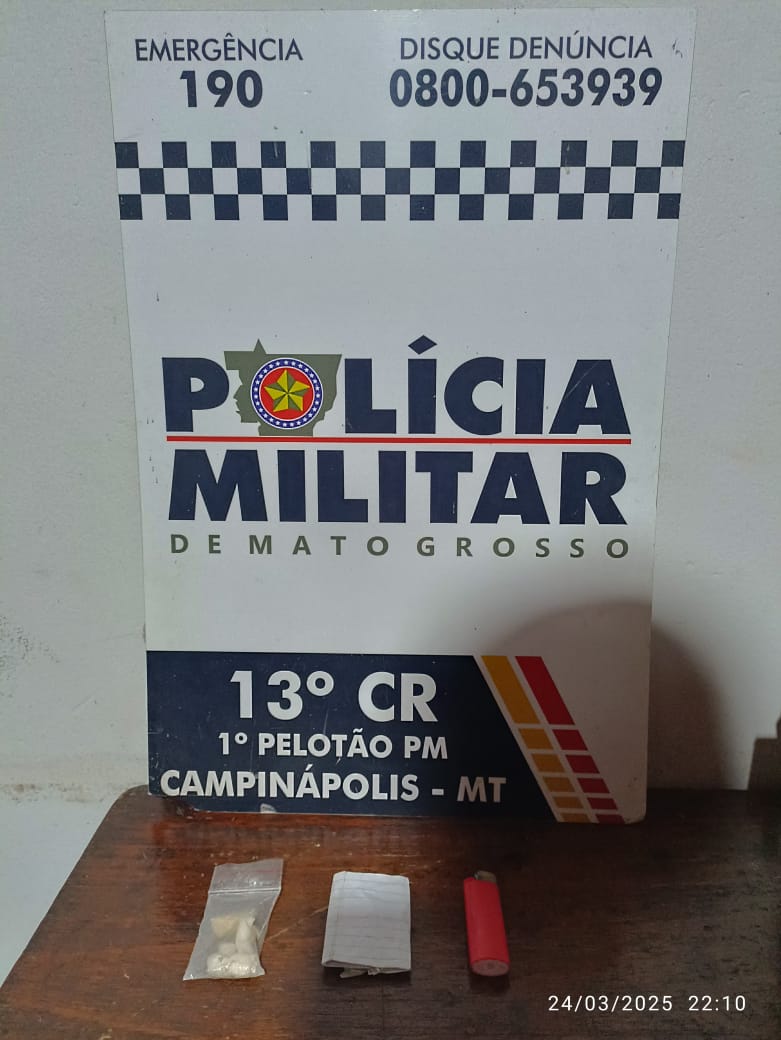 EMERGÊNCIA
190
DISQUE DENÚNCIA
0800-653939
POLÍCIA
MILITAR
DE MATO GROSSO
13º CR
1º PELOTÃO PM
CAMPINÁPOLIS - MT
24/03/2025 22:10